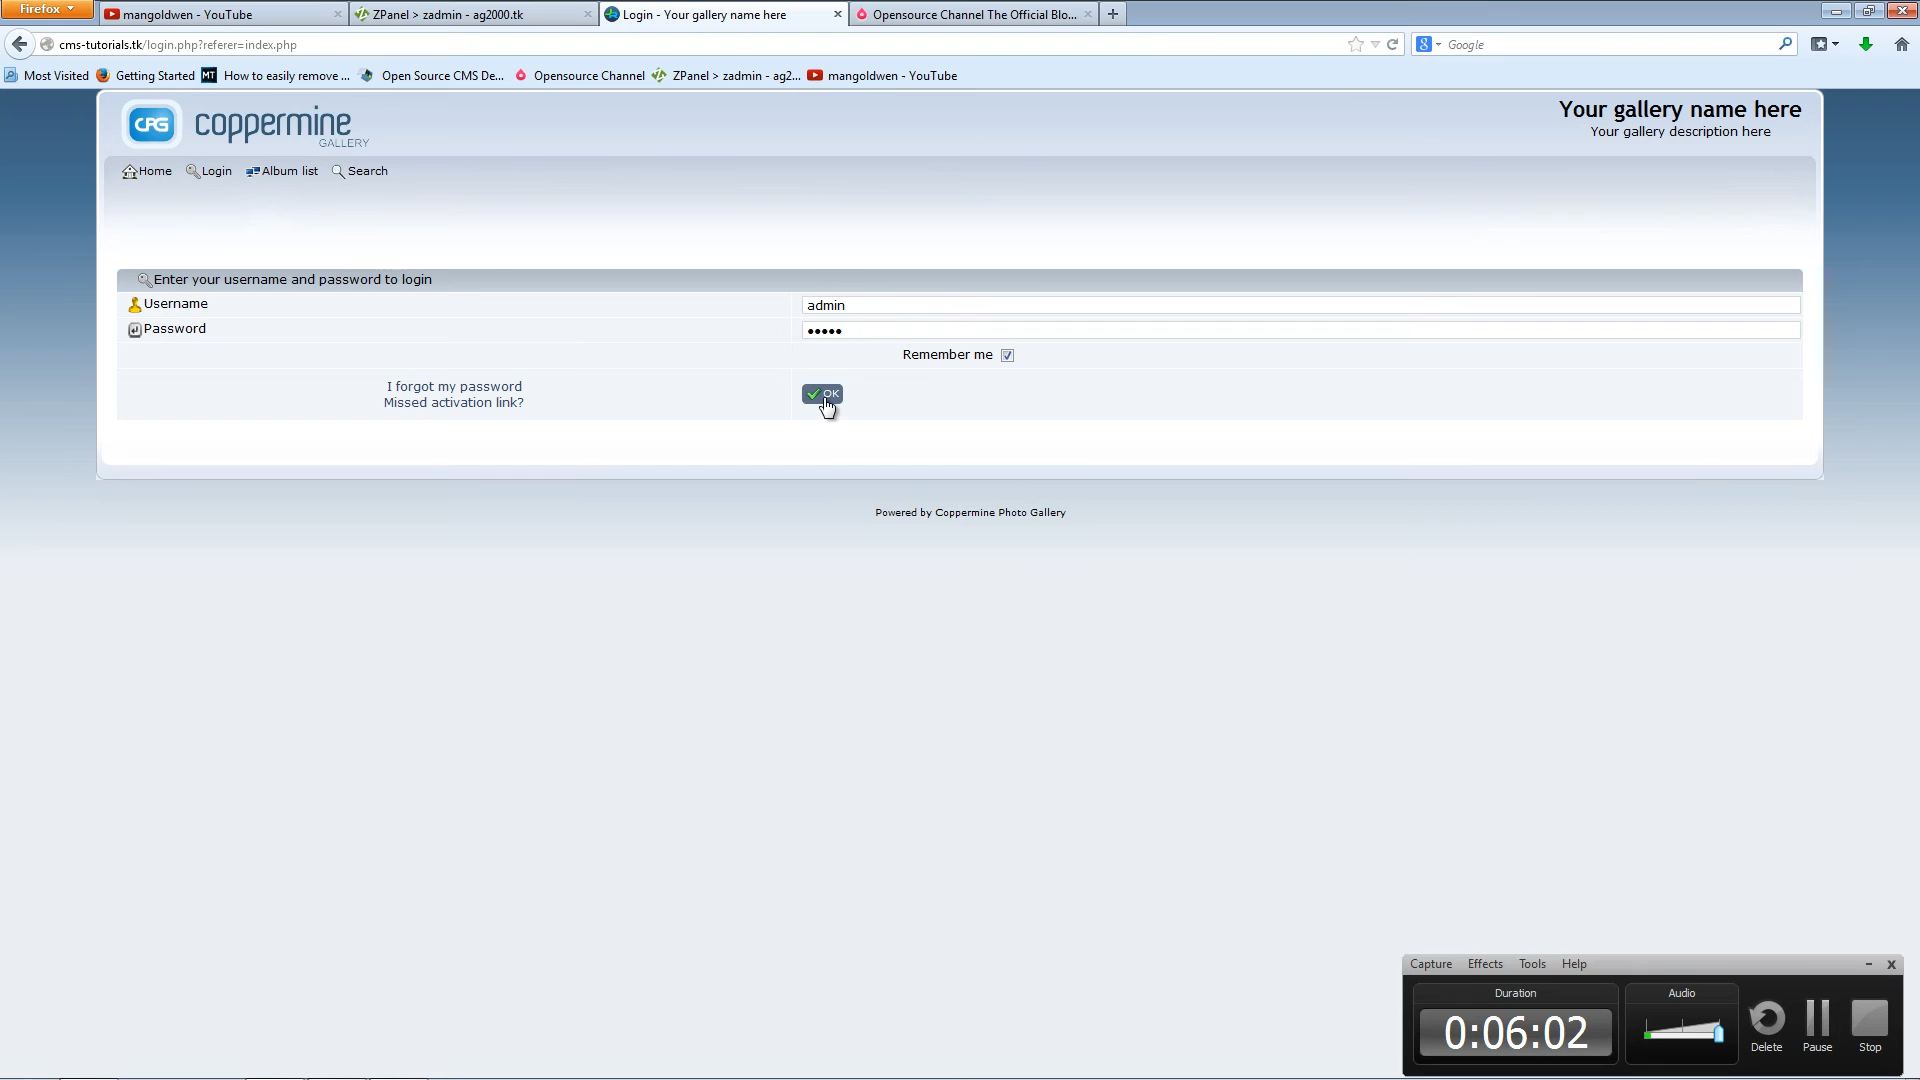 Firefox
mangoldwen - YouTube
ZPanel > zadmin - ag2000.tk
Login - Your gallery name here
Opensource Channel The Official Blo...
cms-tutorials.tk/login.php?referer=index.php
Google
Most Visited
Getting Started
How to easily remove ...
Open Source CMS De...
Opensource Channel
ZPanel > zadmin - ag2...
mangoldwen - YouTube
CPG
coppermine
GALLERY
Your gallery name here
Your gallery description here
Home
Login
Album list
Search
Enter your username and password to login
Username
admin
Password
•••••
Remember me
I forgot my password
Missed activation link?
OK
Powered by Coppermine Photo Gallery
Capture
Effects
Tools
Help
Duration
Audio
0:06:02
Delete
Pause
Stop